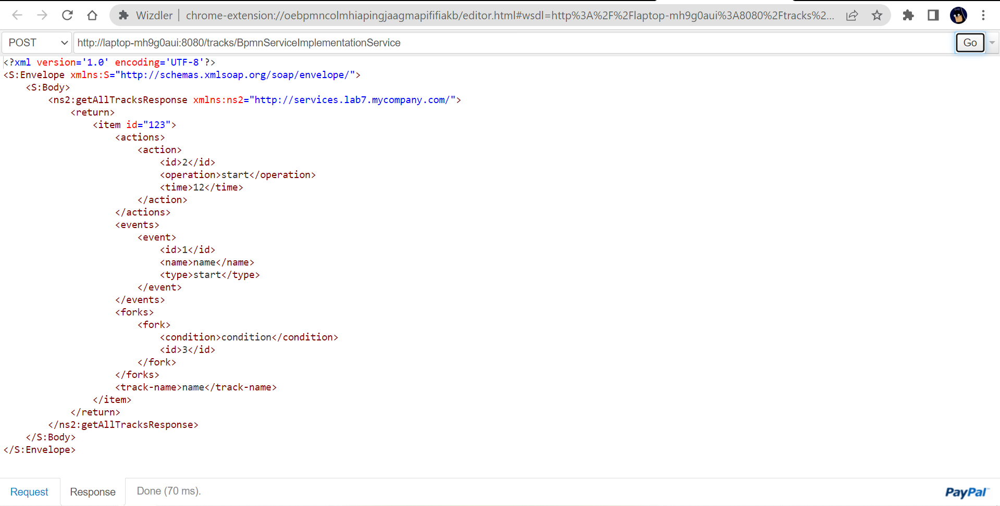 Wizdler chrome-extension://oebpmncolmhiapingjaagmapififiakb/editor.html#wsdl=http%3A%2F%2Flaptop-mh9g0aui%3A8080%2Ftracks%2...
POST http://laptop-mh9g0aui:8080/tracks/BpmnServiceImplementationService Go
<?xml version='1.0' encoding='UTF-8'?>
<S:Envelope xmlns:S="http://schemas.xmlsoap.org/soap/envelope/">
<S:Body>
<ns2:getAllTracksResponse xmlns:ns2="http://services.lab7.mycompany.com/">
<return>
<item id="123">
<actions>
<action>
<id>2</id>
<operation>start</operation>
<time>12</time>
</action>
</actions>
<events>
<event>
<id>1</id>
<name>name</name>
<type>start</type>
</event>
</events>
<forks>
<fork>
<condition>condition</condition>
<id>3</id>
</fork>
</forks>
<track-name>name</track-name>
</item>
</return>
</ns2:getAllTracksResponse>
</S:Body>
</S:Envelope>
Request Response Done (70 ms). PayPal